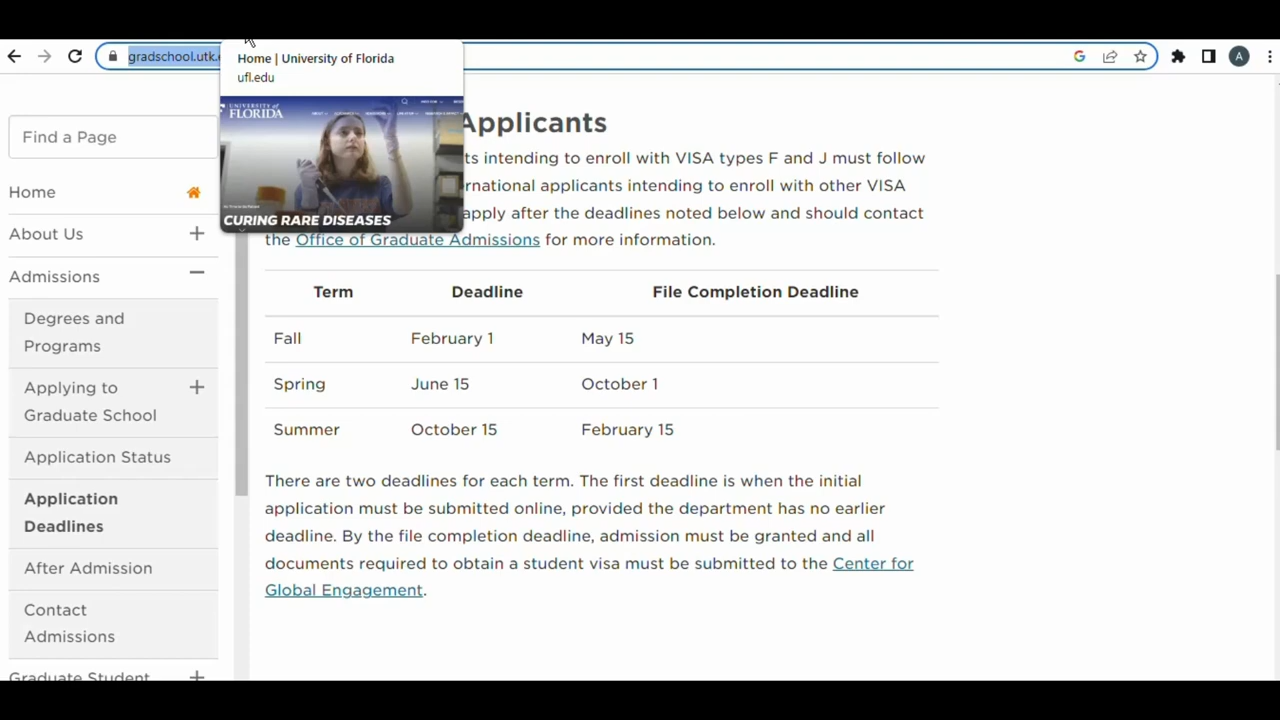 gradschool.utk.e
Home | University of Florida
ufl.edu
UNIVERSITY of
FLORIDA
CURING RARE DISEASES
A
Find a Page
Home
About Us
Admissions
Degrees and
Programs
Applying to
Graduate School
Application Status
Application
Deadlines
After Admission
Contact
Admissions
Graduate Student
Applicants
ts intending to enroll with VISA types F and J must follow
ernational applicants intending to enroll with other VISA
apply after the deadlines noted below and should contact
the Office of Graduate Admissions for more information.
Term Deadline File Completion Deadline
Fall February 1 May 15
Spring June 15 October 1
Summer October 15 February 15
There are two deadlines for each term. The first deadline is when the initial
application must be submitted online, provided the department has no earlier
deadline. By the file completion deadline, admission must be granted and all
documents required to obtain a student visa must be submitted to the Center for
Global Engagement.